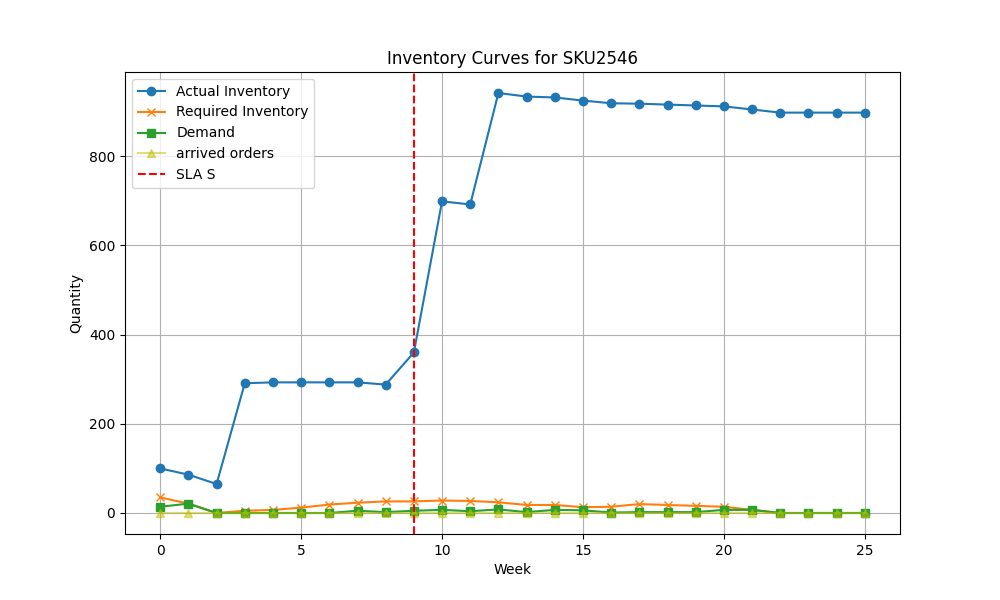 Inventory Curves for SKU2546
Actual Inventory
Required Inventory
Demand
arrived orders
SLA S
Quantity
800
600
400
200
0
0 5 10 15 20 25
Week